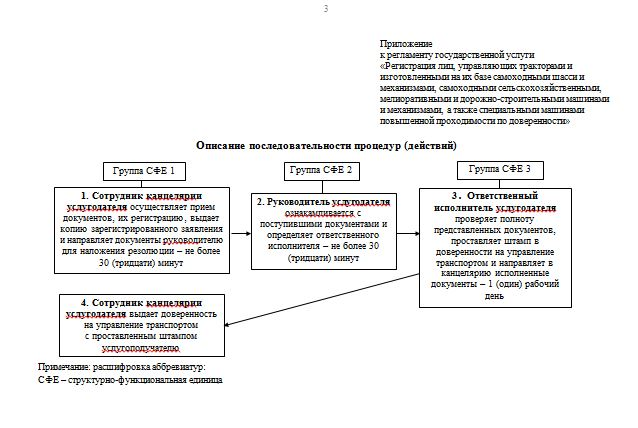 3
Приложение
к регламенту государственной услуги
«Регистрация лиц, управляющих тракторами и
изготовленными на их базе самоходными шасси и
механизмами, самоходными сельскохозяйственными,
мелиоративными и дорожно-строительными машинами
и механизмами, а также специальными машинами
повышенной проходимости по доверенности»
Описание последовательности процедур (действий)
Группа СФЕ 1
Группа СФЕ 2
Группа СФЕ 3
1. Сотрудник канцелярии
услугодателя осуществляет прием
документов, их регистрацию, выдает
копию зарегистрированного заявления
и направляет документы руководителю
для наложения резолюции – не более
30 (тридцати) минут
2. Руководитель услугодателя
ознакамливается с
поступившими документами и
определяет ответственного
исполнителя – не более 30
(тридцати) минут
3. Ответственный
исполнитель услугодателя
проверяет полноту
представленных документов,
проставляет штамп в
доверенности на управление
транспортом и направляет в
канцелярию исполненные
документы – 1 (один) рабочий
день
4. Сотрудник канцелярии
услугодателя выдает доверенность
на управление транспортом
с проставленным штампом
услугополучателю
Примечание: расшифровка аббревиатур:
СФЕ – структурно-функциональная единица